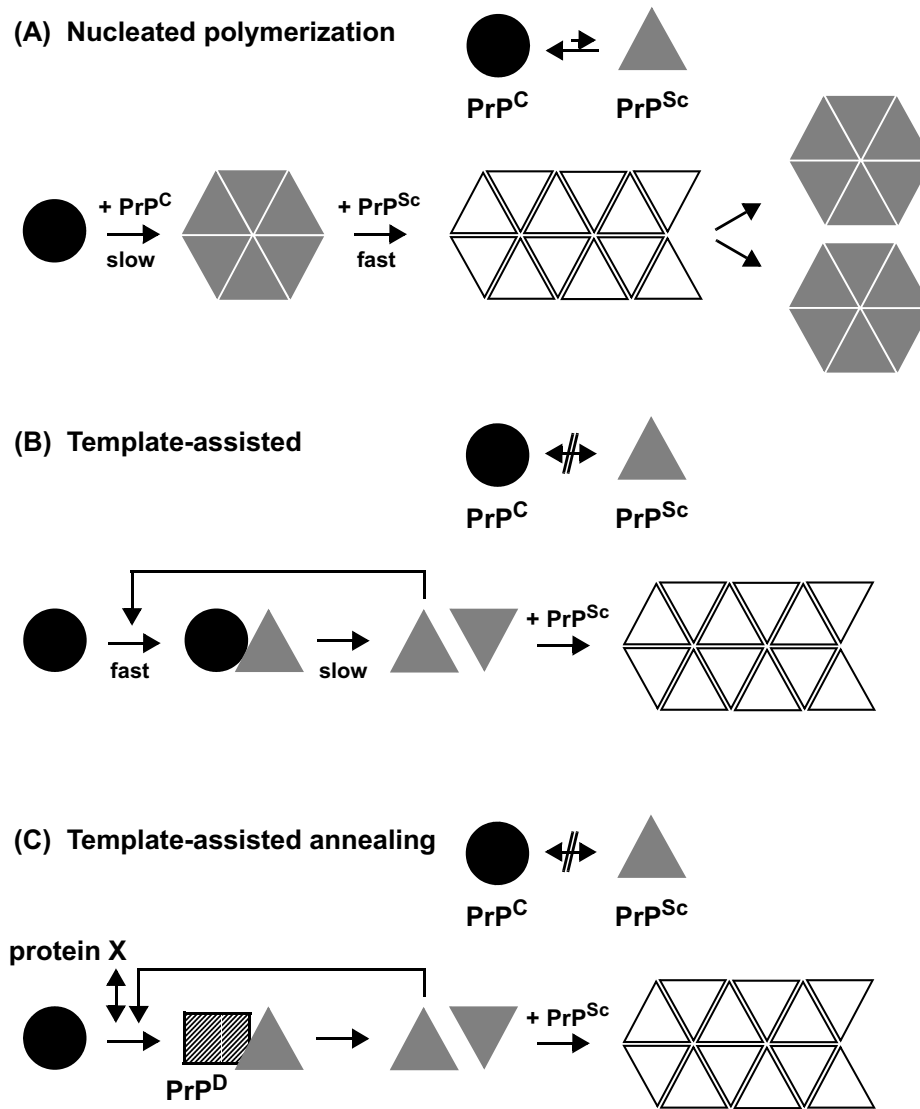 (A) Nucleated polymerization
PrP^C PrP^Sc
+ PrP^C + PrP^Sc
slow fast
(B) Template-assisted
PrP^C PrP^Sc
+ PrP^Sc
fast slow
(C) Template-assisted annealing
PrP^C PrP^Sc
protein X
+ PrP^Sc
PrP^D